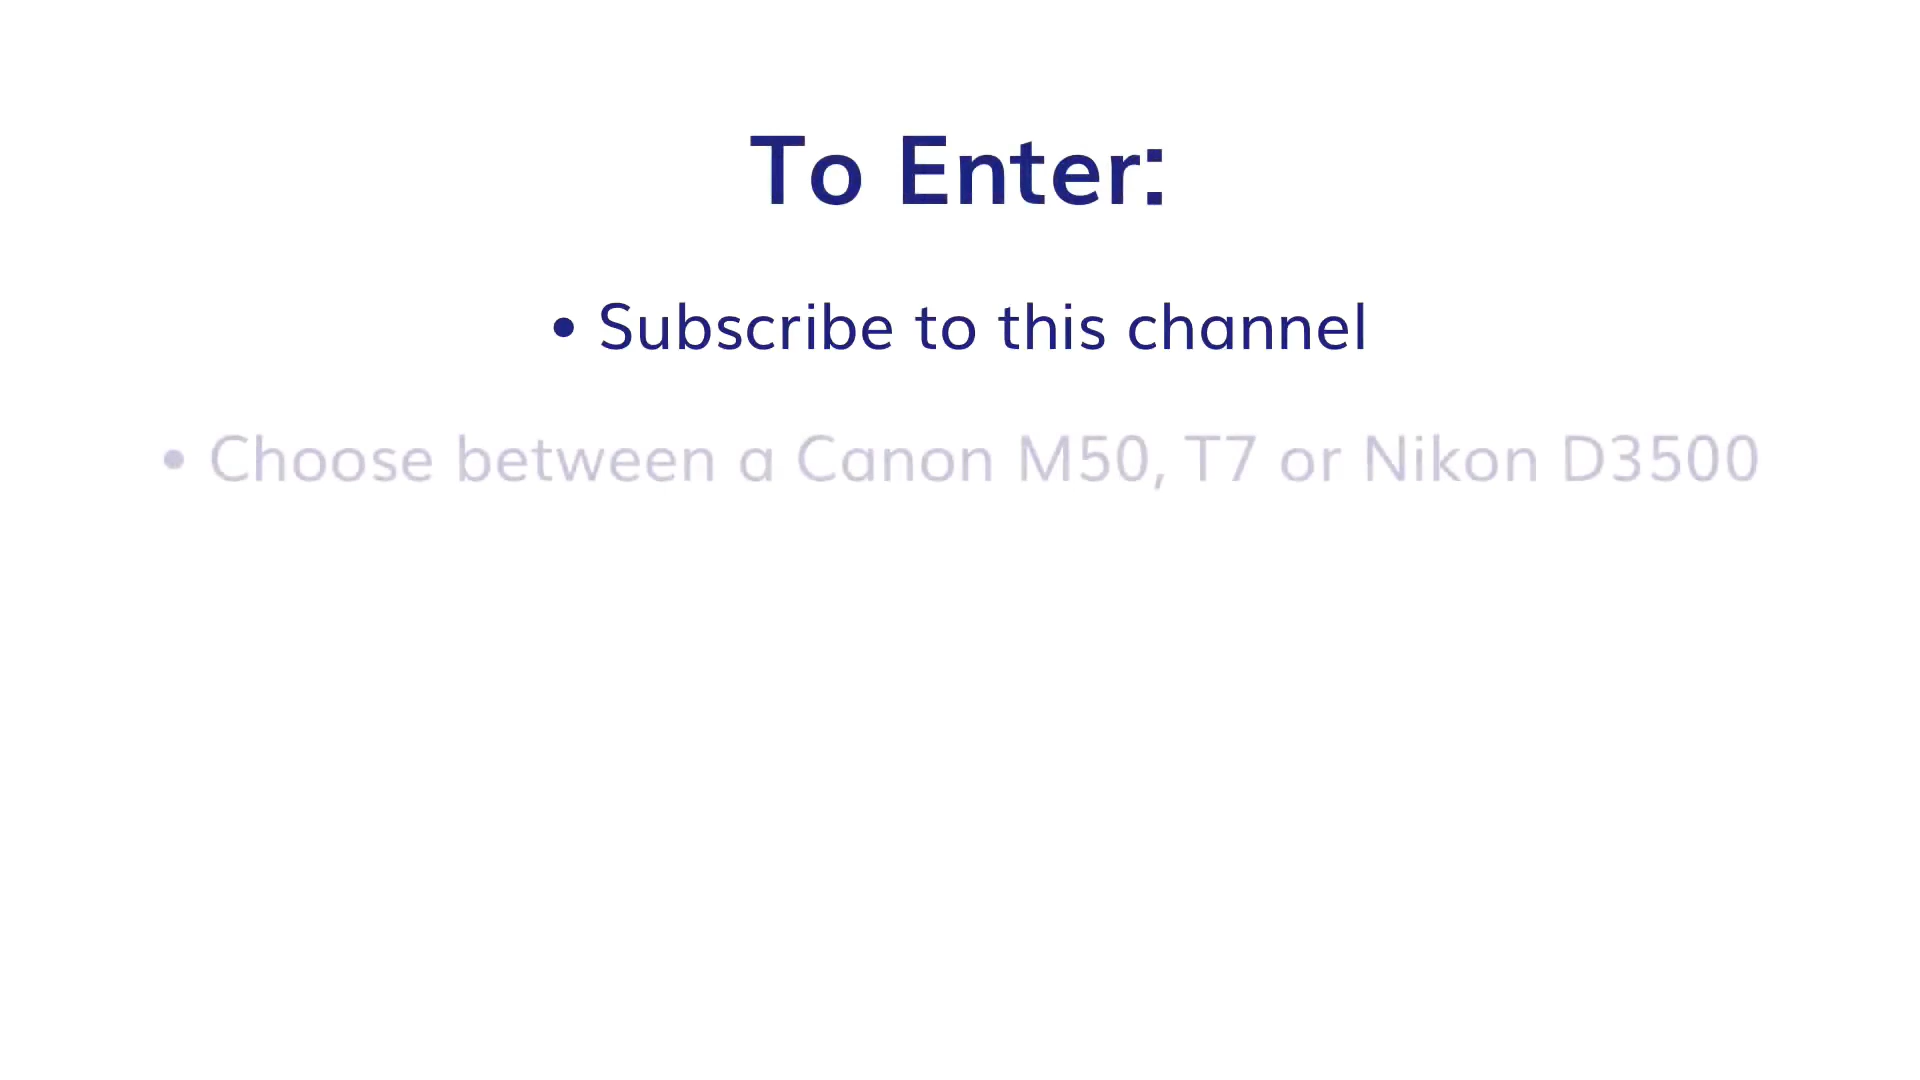 To Enter:
• Subscribe to this channel
• Choose between a Canon M50, T7 or Nikon D3500